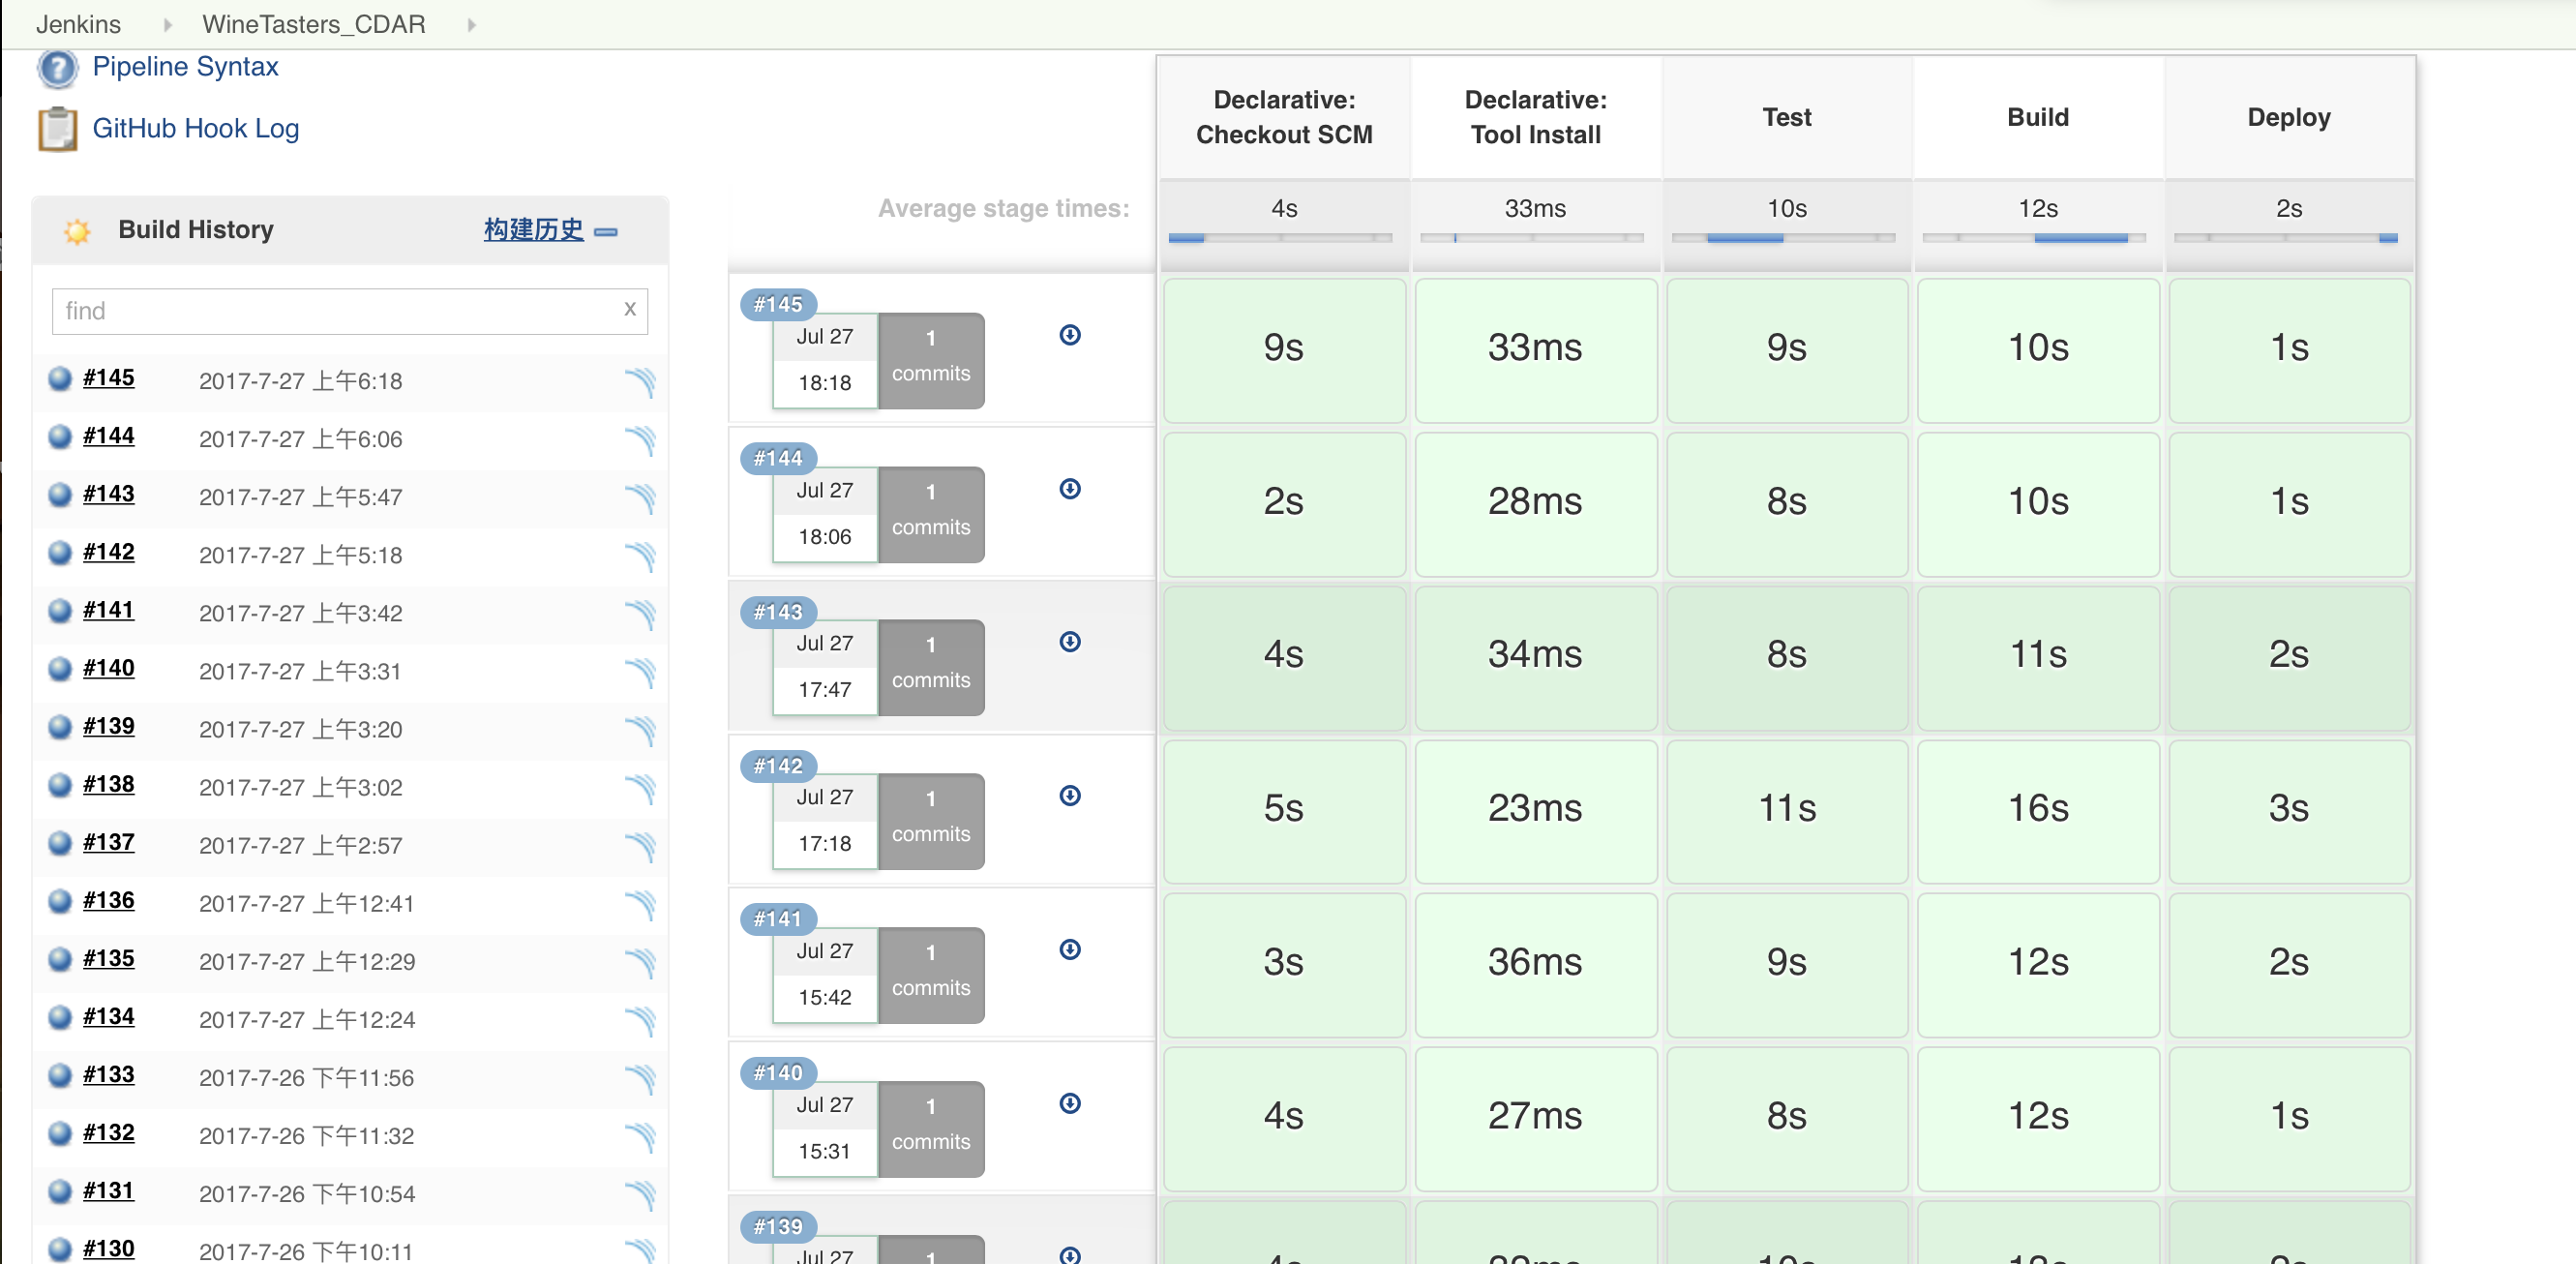 Jenkins WineTasters_CDAR
Pipeline Syntax
GitHub Hook Log
Build History 构建历史
find x
#145 2017-7-27 上午6:18
#144 2017-7-27 上午6:06
#143 2017-7-27 上午5:47
#142 2017-7-27 上午5:18
#141 2017-7-27 上午3:42
#140 2017-7-27 上午3:31
#139 2017-7-27 上午3:20
#138 2017-7-27 上午3:02
#137 2017-7-27 上午2:57
#136 2017-7-27 上午12:41
#135 2017-7-27 上午12:29
#134 2017-7-27 上午12:24
#133 2017-7-26 下午11:56
#132 2017-7-26 下午11:32
#131 2017-7-26 下午10:54
#130 2017-7-26 下午10:11
Declarative: Checkout SCM
Declarative: Tool Install
Test
Build
Deploy
Average stage times: 4s 33ms 10s 12s 2s
#145
Jul 27 1
18:18 commits
9s 33ms 9s 10s 1s
#144
Jul 27 1
18:06 commits
2s 28ms 8s 10s 1s
#143
Jul 27 1
17:47 commits
4s 34ms 8s 11s 2s
#142
Jul 27 1
17:18 commits
5s 23ms 11s 16s 3s
#141
Jul 27 1
15:42 commits
3s 36ms 9s 12s 2s
#140
Jul 27 1
15:31 commits
4s 27ms 8s 12s 1s
#139
Jul 27 1